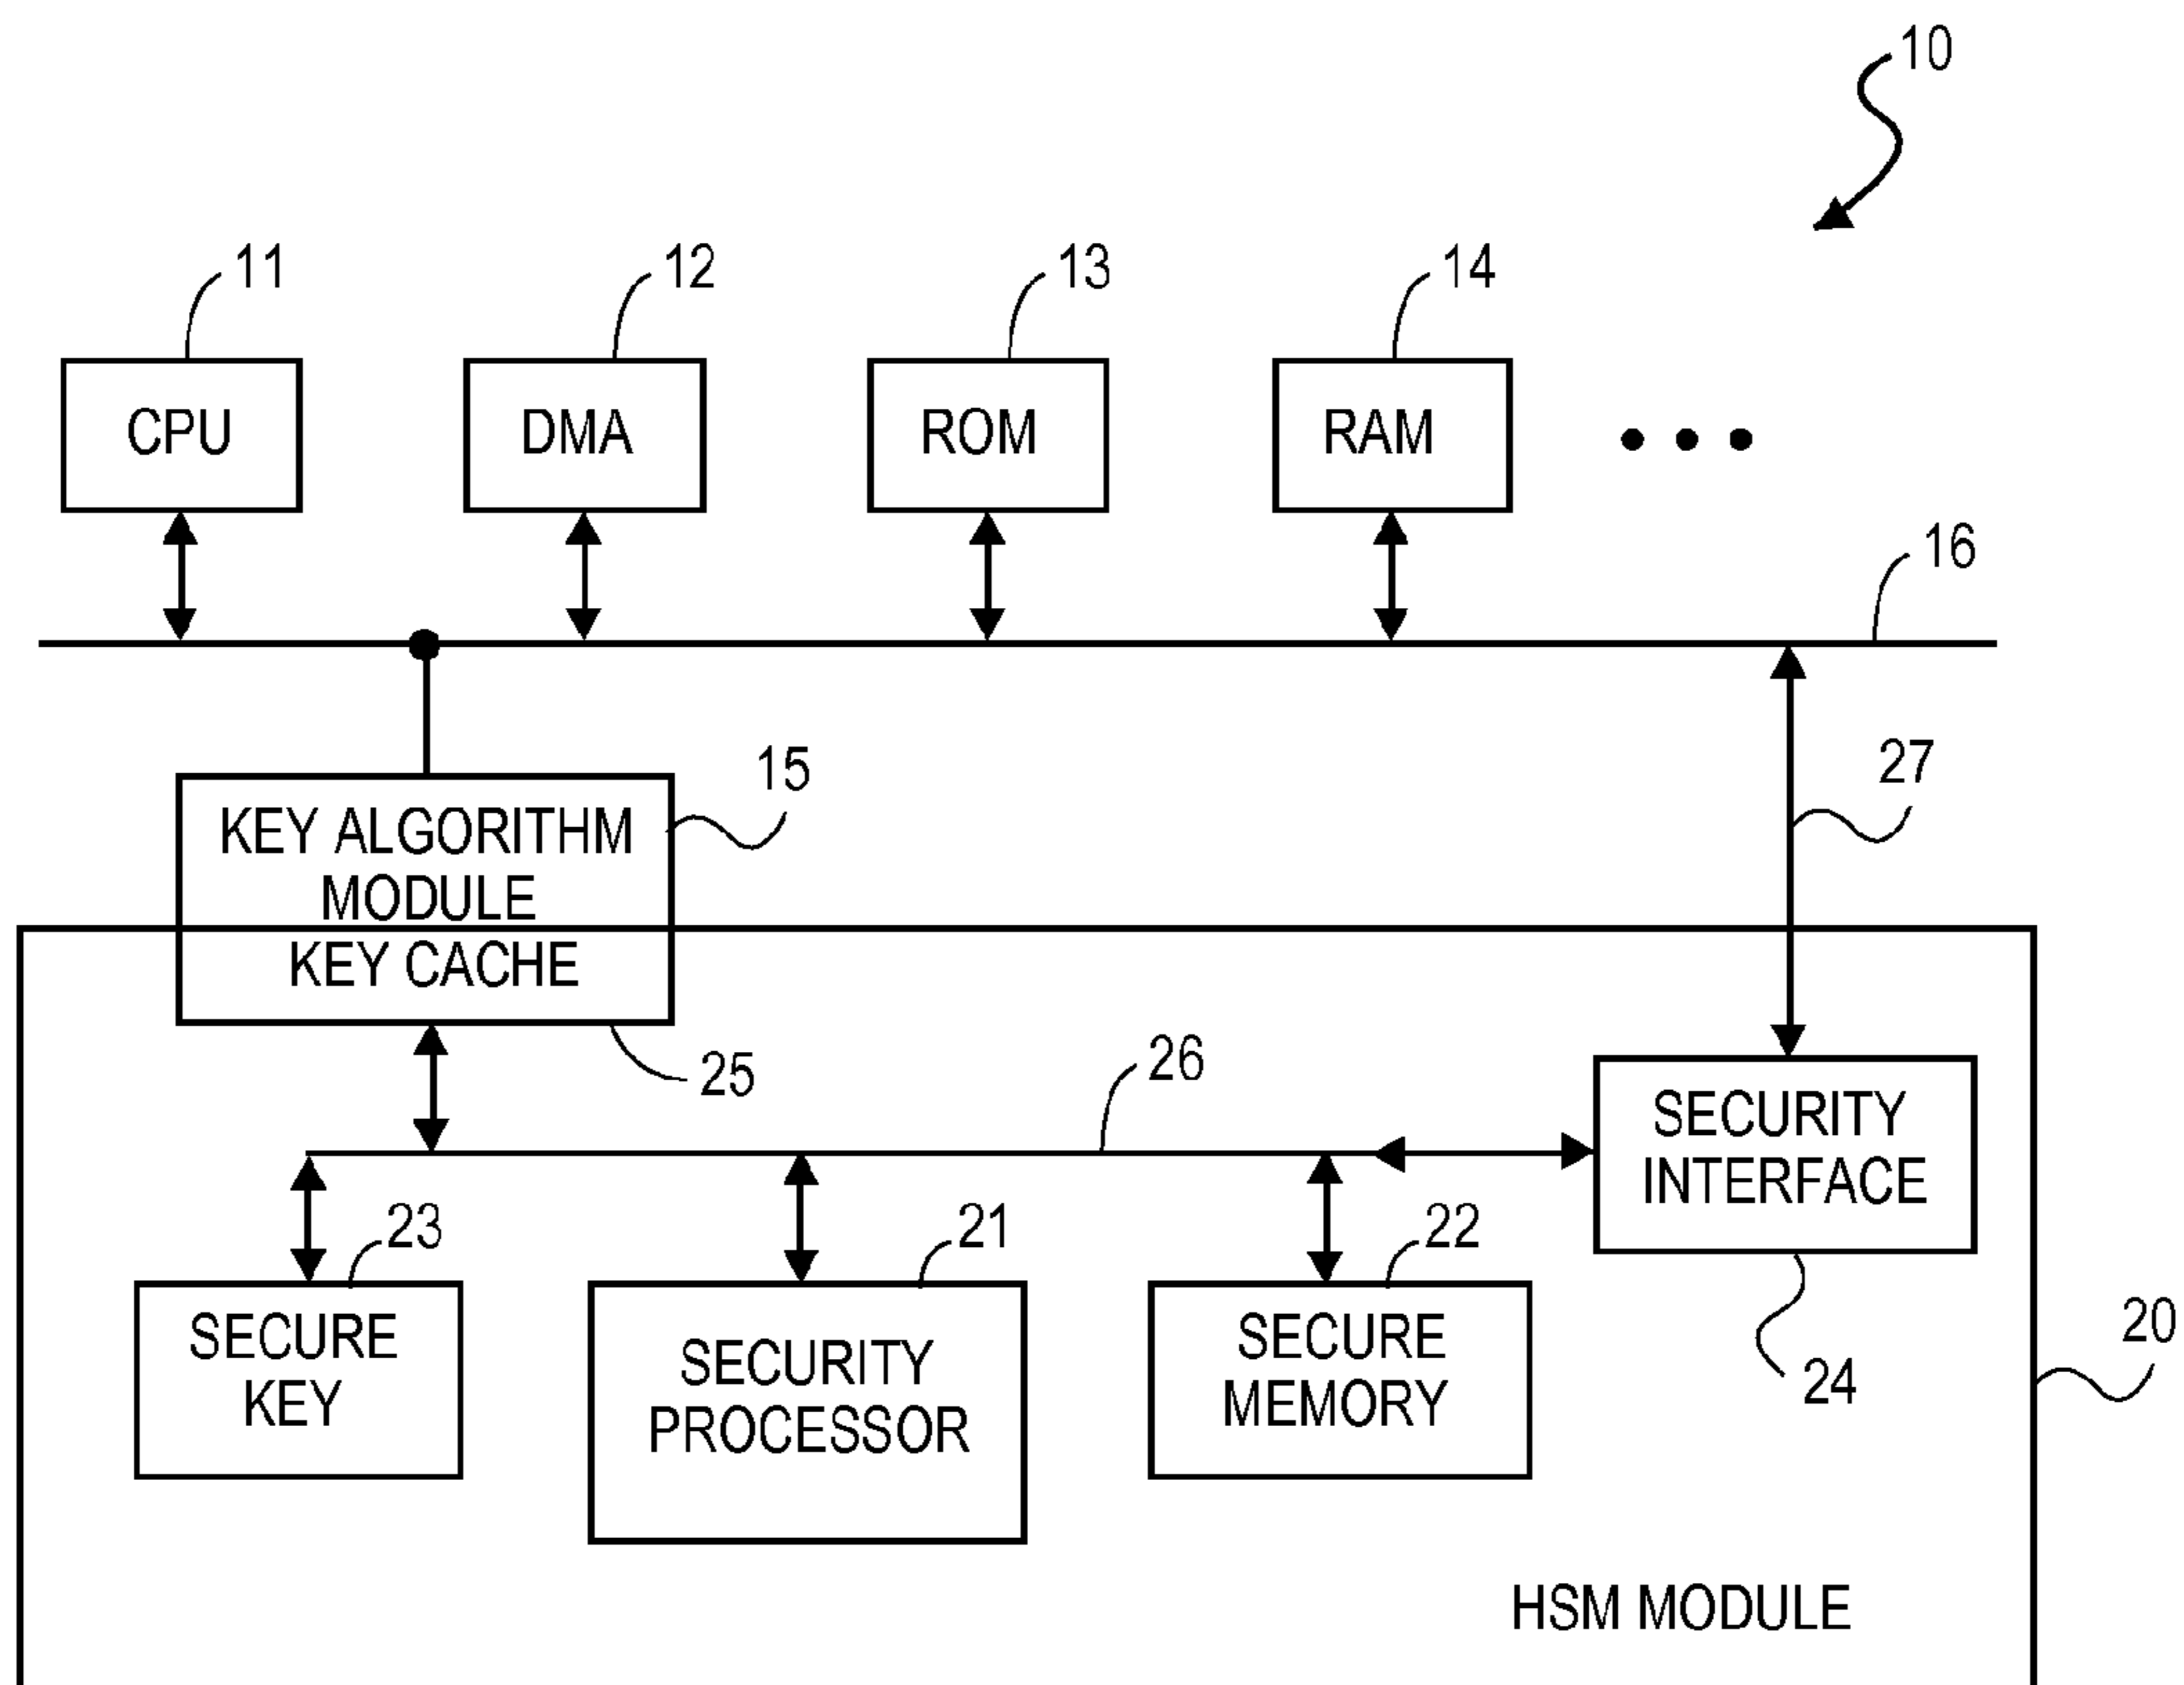 10
11
12
13
14
CPU
DMA
ROM
RAM
16
15
27
KEY ALGORITHM
MODULE
KEY CACHE
25
26
SECURITY
INTERFACE
23
21
22
SECURE
KEY
SECURITY
PROCESSOR
SECURE
MEMORY
24
20
HSM MODULE